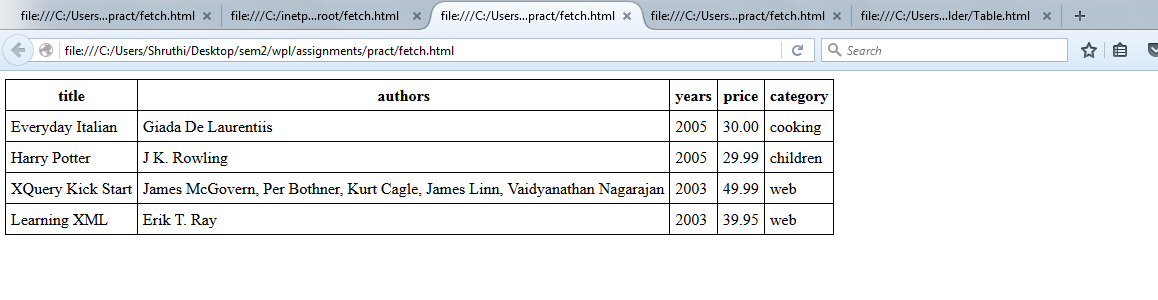 file:///C:/Users...pract/fetch.html file:///C:/inetp...root/fetch.html file:///C:/Users...pract/fetch.html file:///C:/Users...pract/fetch.html file:///C:/Users...lder/Table.html
file:///C:/Users/Shruthi/Desktop/sem2/wpl/assignments/pract/fetch.html Search
title authors years price category
Everyday Italian Giada De Laurentiis 2005 30.00 cooking
Harry Potter J K. Rowling 2005 29.99 children
XQuery Kick Start James McGovern, Per Bothner, Kurt Cagle, James Linn, Vaidyanathan Nagarajan 2003 49.99 web
Learning XML Erik T. Ray 2003 39.95 web